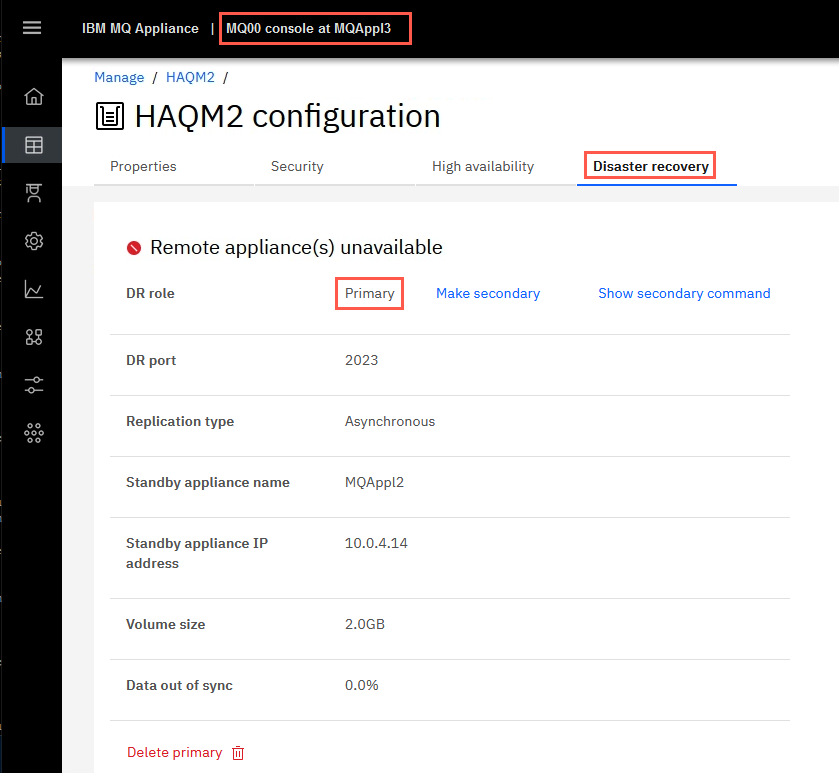 IBM MQ Appliance | MQ00 console at MQAppl3
Manage / HAQM2 /
HAQM2 configuration
Properties Security High availability Disaster recovery
Remote appliance(s) unavailable
DR role Primary Make secondary Show secondary command
DR port 2023
Replication type Asynchronous
Standby appliance name MQAppl2
Standby appliance IP
address 10.0.4.14
Volume size 2.0GB
Data out of sync 0.0%
Delete primary